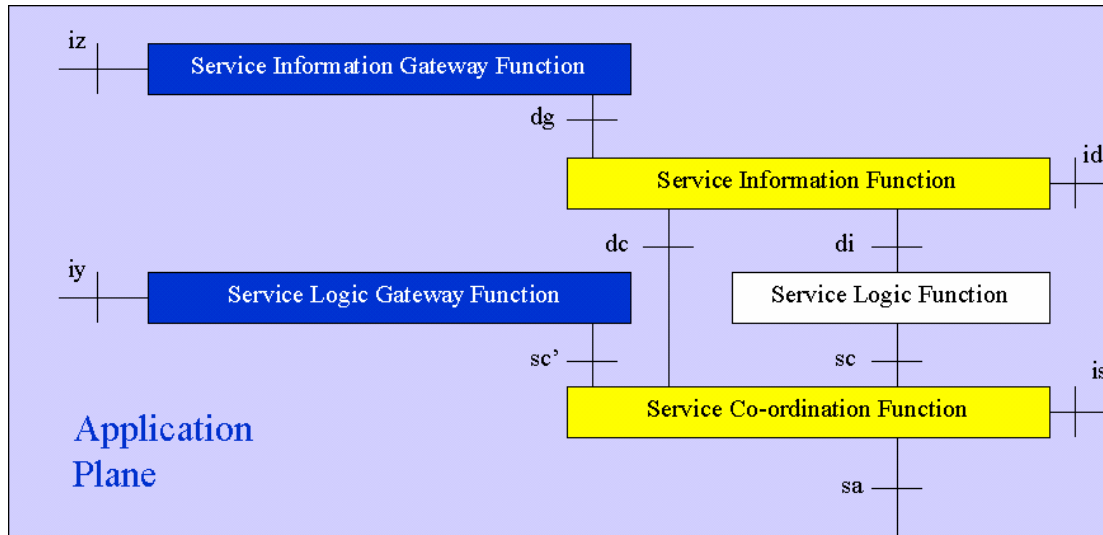 iz
Service Information Gateway Function
dg
Service Information Function
id
dc
di
iy
Service Logic Gateway Function
Service Logic Function
sc’
sc
is
Service Co-ordination Function
Application
Plane
sa